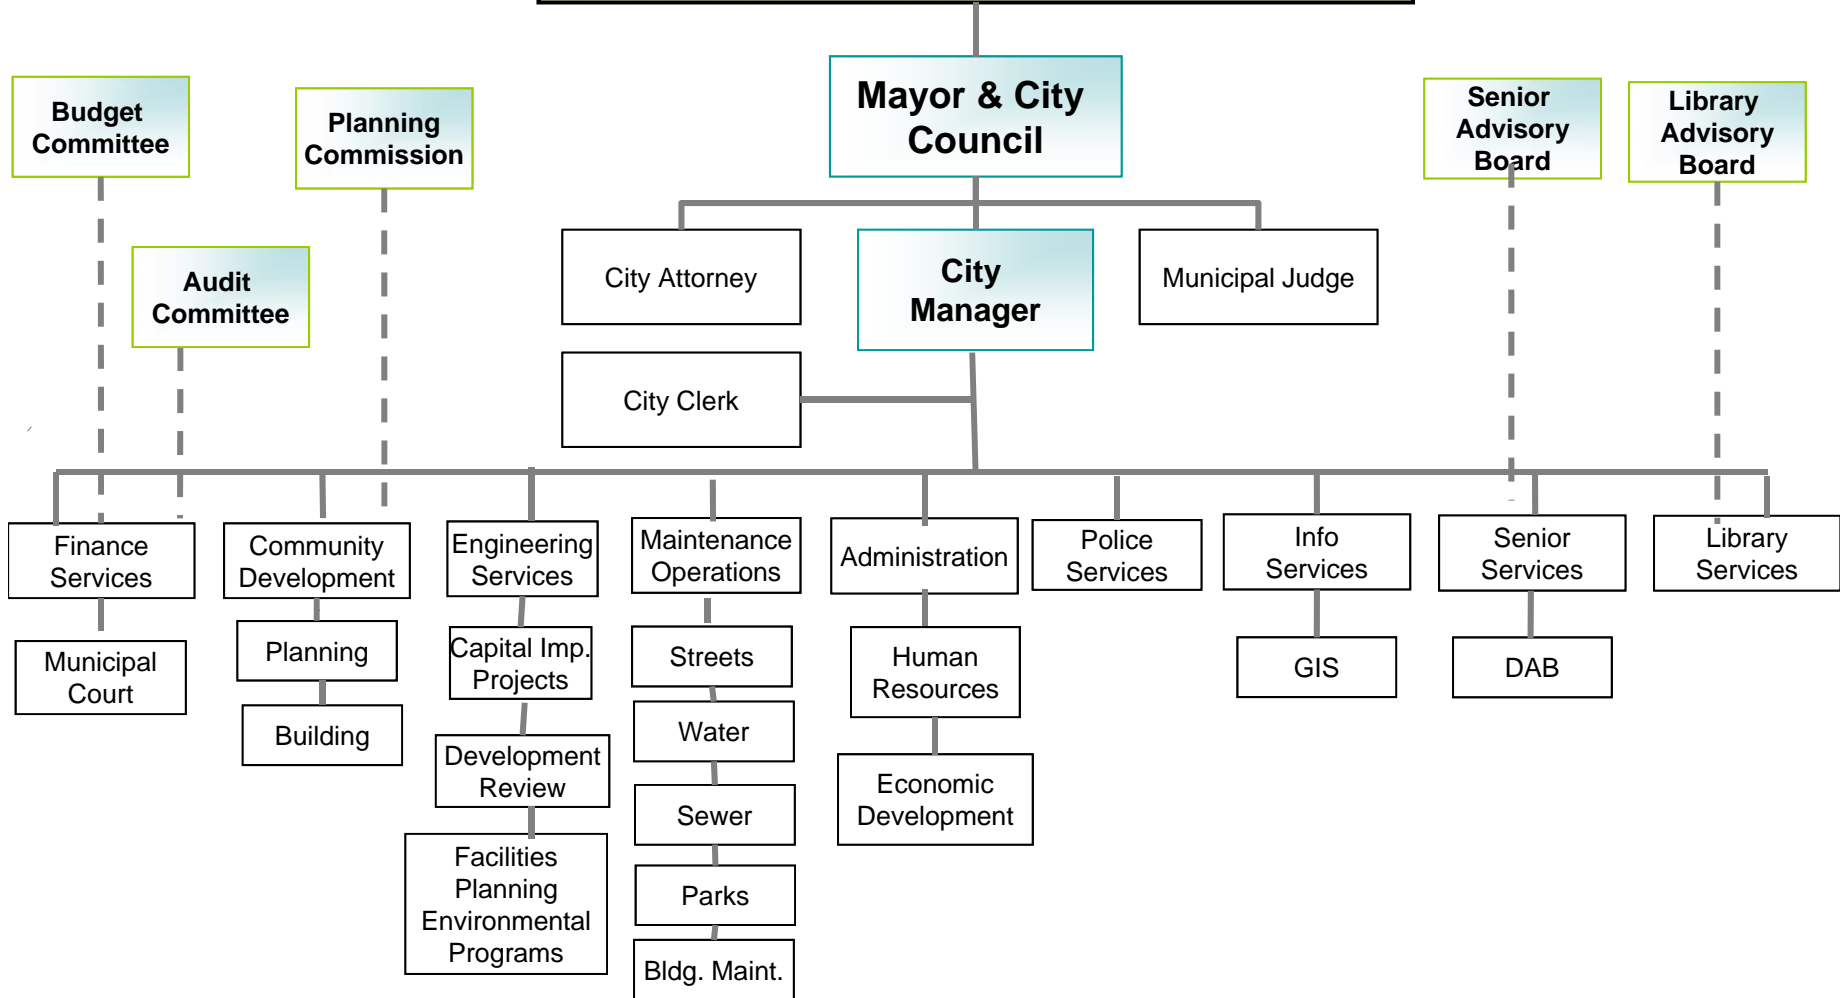 Budget
Committee
Planning
Commission
Mayor & City
Council
Senior
Advisory
Board
Library
Advisory
Board
Audit
Committee
City Attorney
City
Manager
Municipal Judge
City Clerk
Finance
Services
Community
Development
Engineering
Services
Maintenance
Operations
Administration
Police
Services
Info
Services
Senior
Services
Library
Services
Municipal
Court
Planning
Building
Capital Imp.
Projects
Development
Review
Facilities
Planning
Environmental
Programs
Streets
Water
Sewer
Parks
Bldg. Maint.
Human
Resources
Economic
Development
GIS
DAB